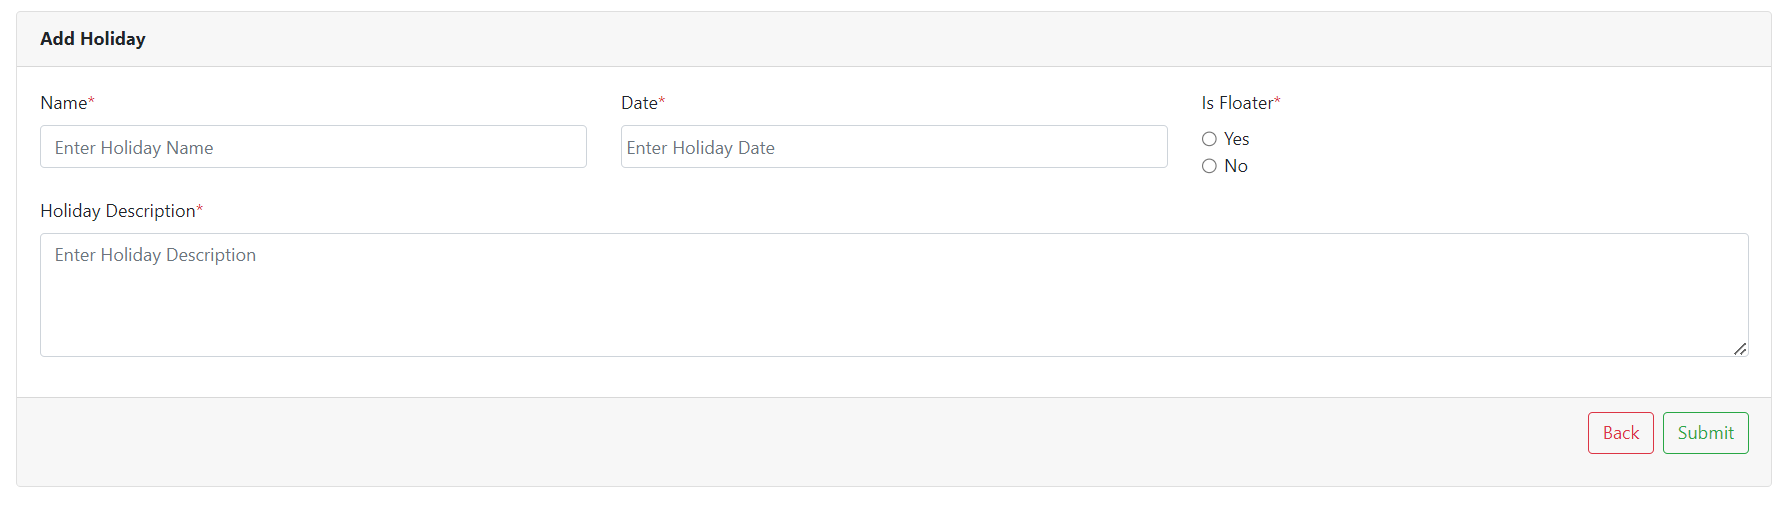 Add Holiday
Name* Date* Is Floater*
Enter Holiday Name Enter Holiday Date Yes
No
Holiday Description*
Enter Holiday Description
Back Submit